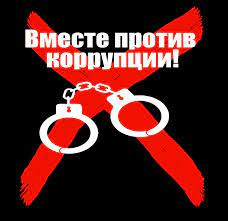 Вместе против
коррупции!